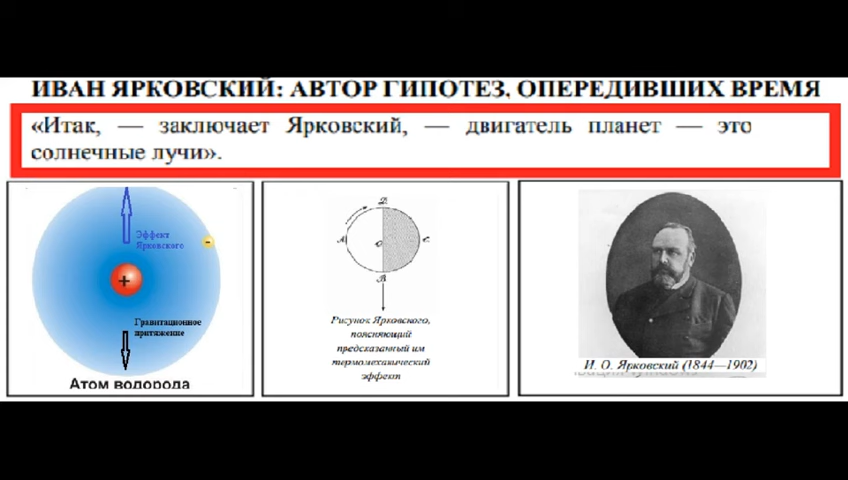 ИВАН ЯРКОВСКИЙ: АВТОР ГИПОТЕЗ, ОПЕРЕДИВШИХ ВРЕМЯ
«Итак, — заключает Ярковский, — двигатель планет — это
солнечные лучи».
Эффект
Ярковского
-
+
Гравитационное
притяжение
Атом водорода
A
O
C
B
Рисунок Ярковского,
поясняющий
предсказанный им
термомеханический
эффект
И. О. Ярковский (1844—1902)